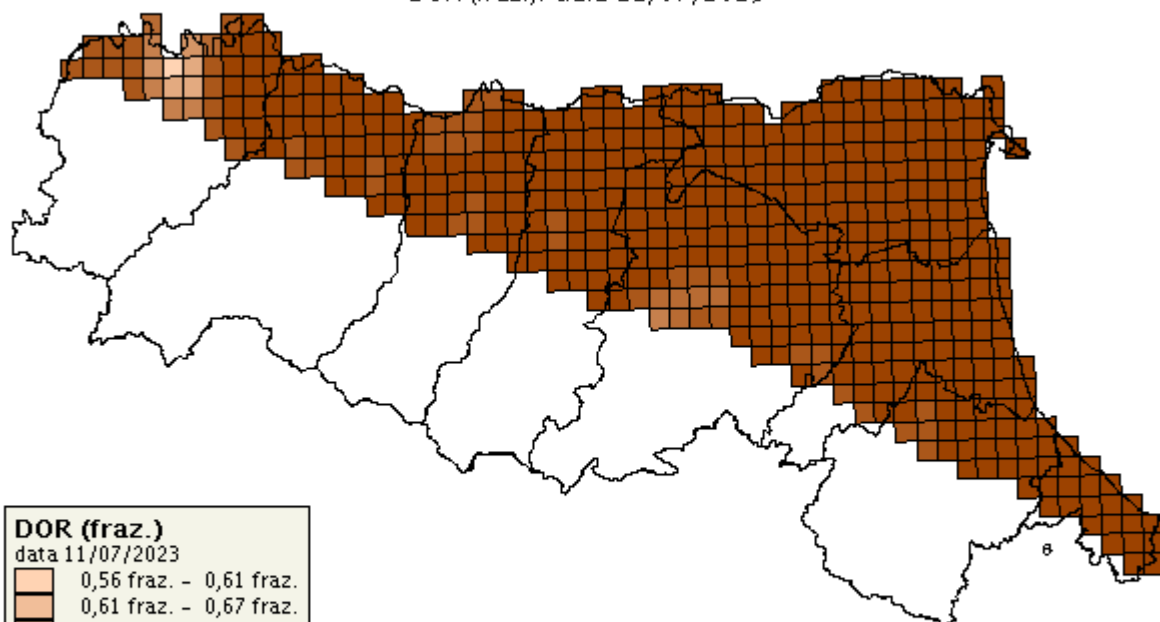 DOR (fraz.)
data 11/07/2023
0,56 fraz. - 0,61 fraz.
0,61 fraz. - 0,67 fraz.